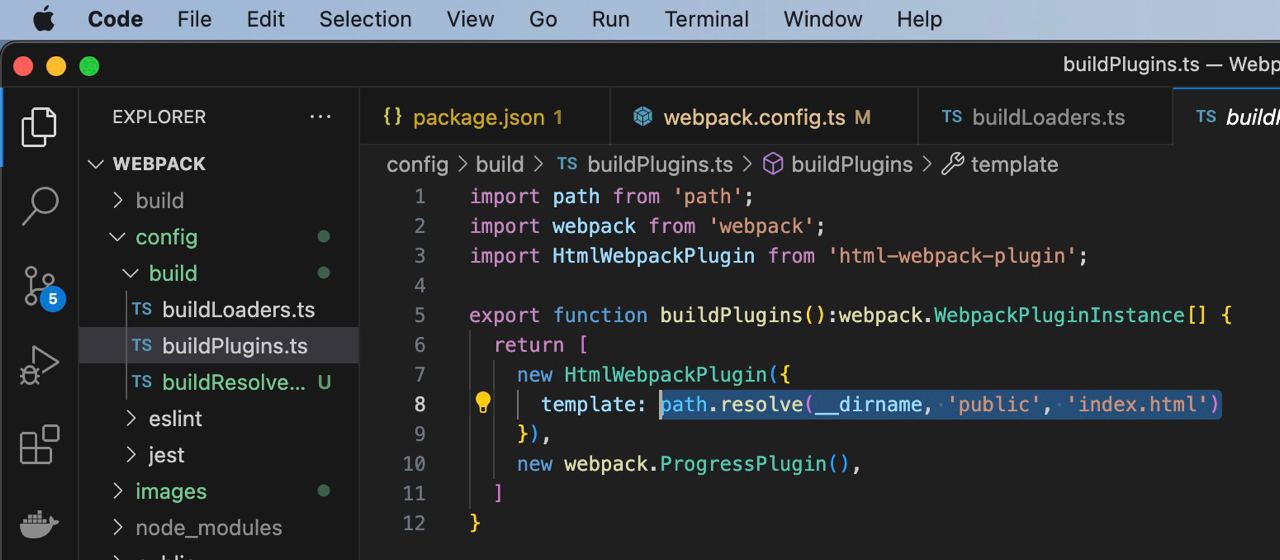 Code File Edit Selection View Go Run Terminal Window Help
buildPlugins.ts — Webp
EXPLORER ···
{} package.json 1 webpack.config.ts M TS buildLoaders.ts TS build
WEBPACK
config > build > TS buildPlugins.ts > buildPlugins > template
build
config
build
TS buildLoaders.ts
TS buildPlugins.ts
TS buildResolve... U
eslint
jest
images
node_modules
5
1 import path from 'path';
2 import webpack from 'webpack';
3 import HtmlWebpackPlugin from 'html-webpack-plugin';
4
5 export function buildPlugins():webpack.WebpackPluginInstance[] {
6 return [
7 new HtmlWebpackPlugin({
8 template: path.resolve(__dirname, 'public', 'index.html')
9 }),
10 new webpack.ProgressPlugin(),
11 ]
12 }